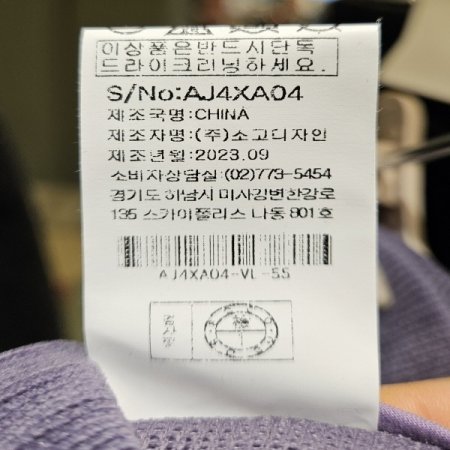 이상품은반드시단독
드라이크리닝하세요.
S/No:AJ4XA04
제조국명:CHINA
제조자명:(주)소고디자인
제조년월:2023.09
소비자상담실:(02)773-5454
경기도하남시미사강변한강로
135 스카이폴리스 나동 801호
AJ4XA04-VL-55
검사증